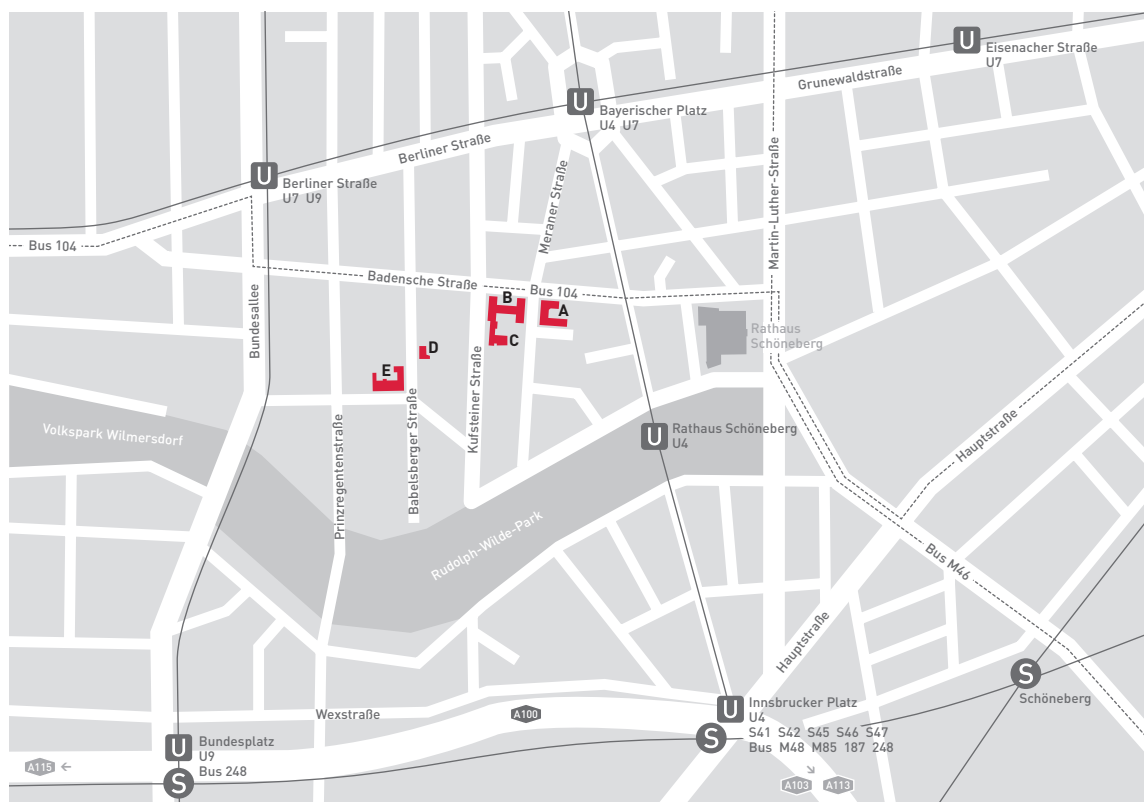 U
Eisenacher Straße
U7
Grunewaldstraße
U
Bayerischer Platz
U4 U7
Berliner Straße
U
Berliner Straße
U7 U9
Martin-Luther-Straße
Meraner Straße
Bus 104
Badensche Straße
Bus 104
Bundesallee
B
A
C
D
E
Rathaus
Schöneberg
Kufsteiner Straße
Babelsberger Straße
Prinzregentenstraße
Volkspark Wilmersdorf
U
Rathaus Schöneberg
U4
Hauptstraße
Rudolph-Wilde-Park
Bus M46
Hauptstraße
S
Schöneberg
Wexstraße
A100
U
Innsbrucker Platz
U4
S
S41 S42 S45 S46 S47
Bus M48 M85 187 248
U
Bundesplatz
U9
S
Bus 248
A115 ←
↘
A103 A113